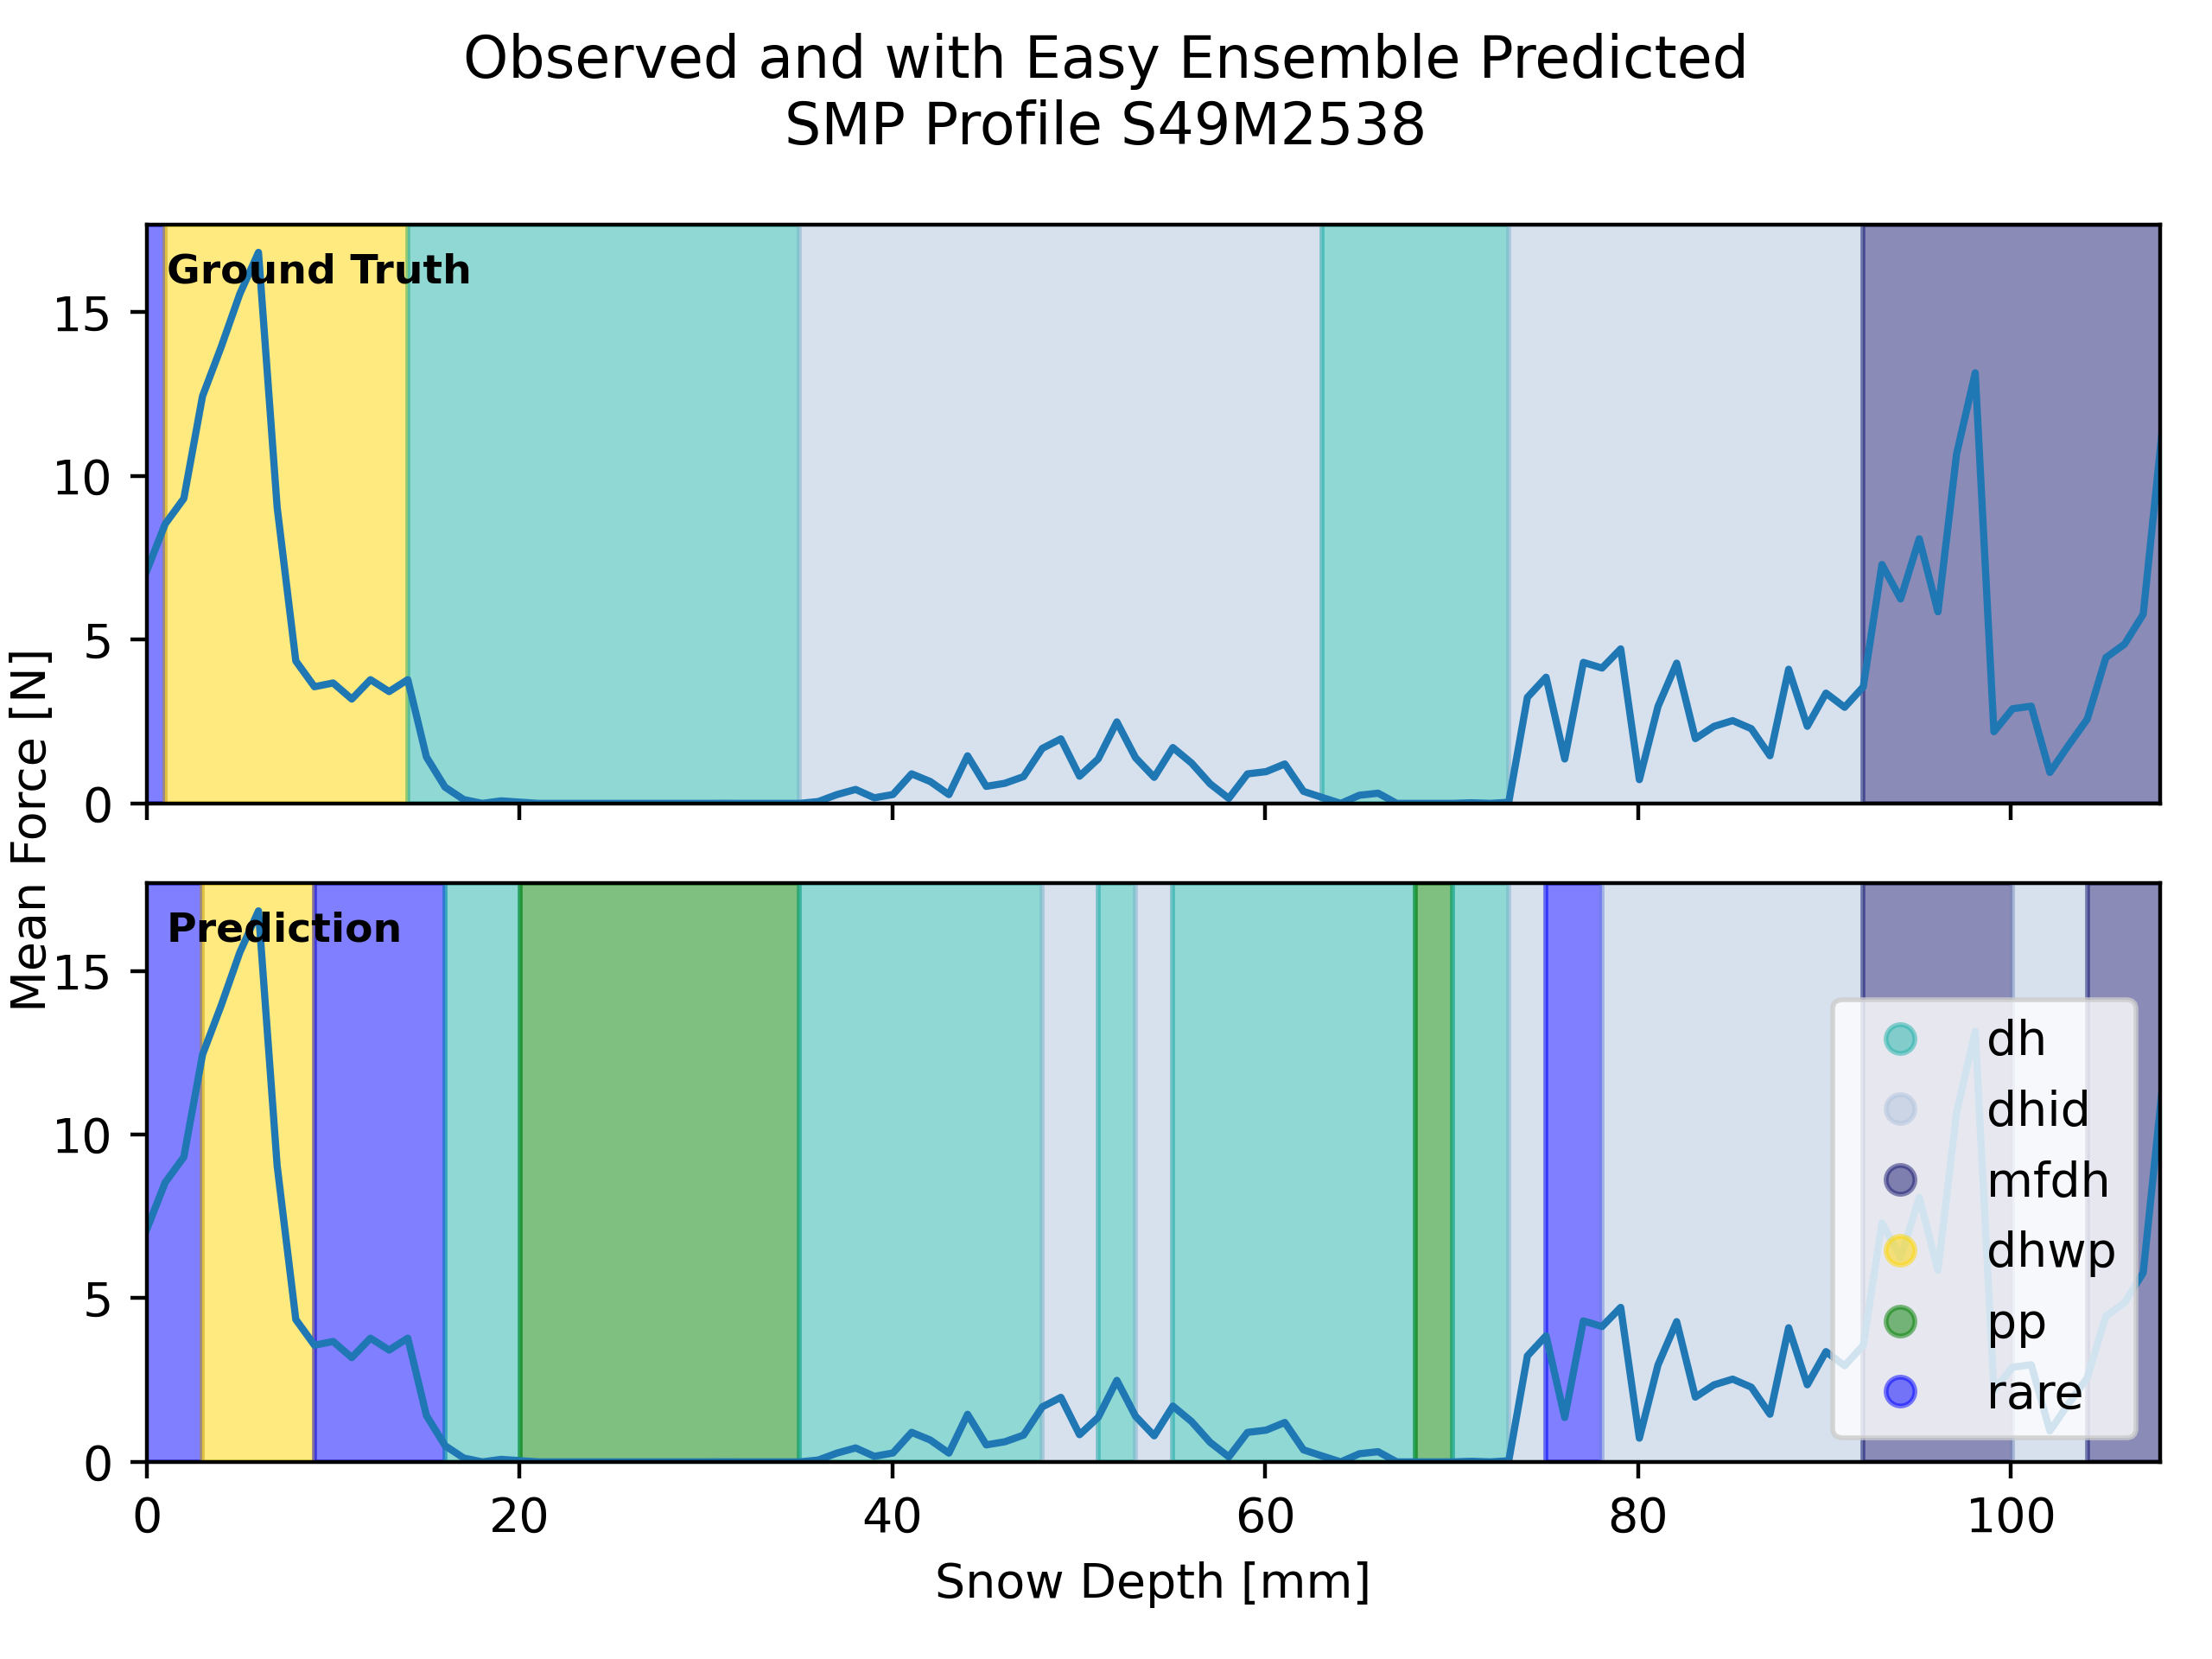 Observed and with Easy Ensemble Predicted
SMP Profile S49M2538
Ground Truth
15
10
5
0
Mean Force [N]
Prediction
15
10
5
0
dh
dhid
mfdh
dhwp
pp
rare
0 20 40 60 80 100
Snow Depth [mm]